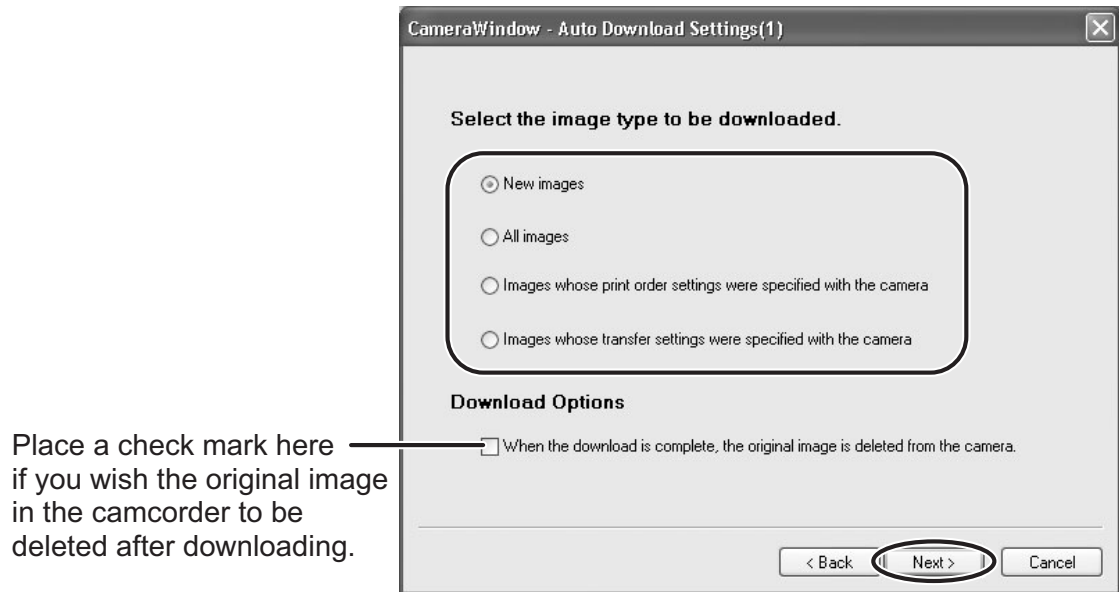 CameraWindow - Auto Download Settings(1)
Select the image type to be downloaded.
New images
All images
Images whose print order settings were specified with the camera
Images whose transfer settings were specified with the camera
Download Options
When the download is complete, the original image is deleted from the camera.
Place a check mark here
if you wish the original image
in the camcorder to be
deleted after downloading.
< Back
Next >
Cancel